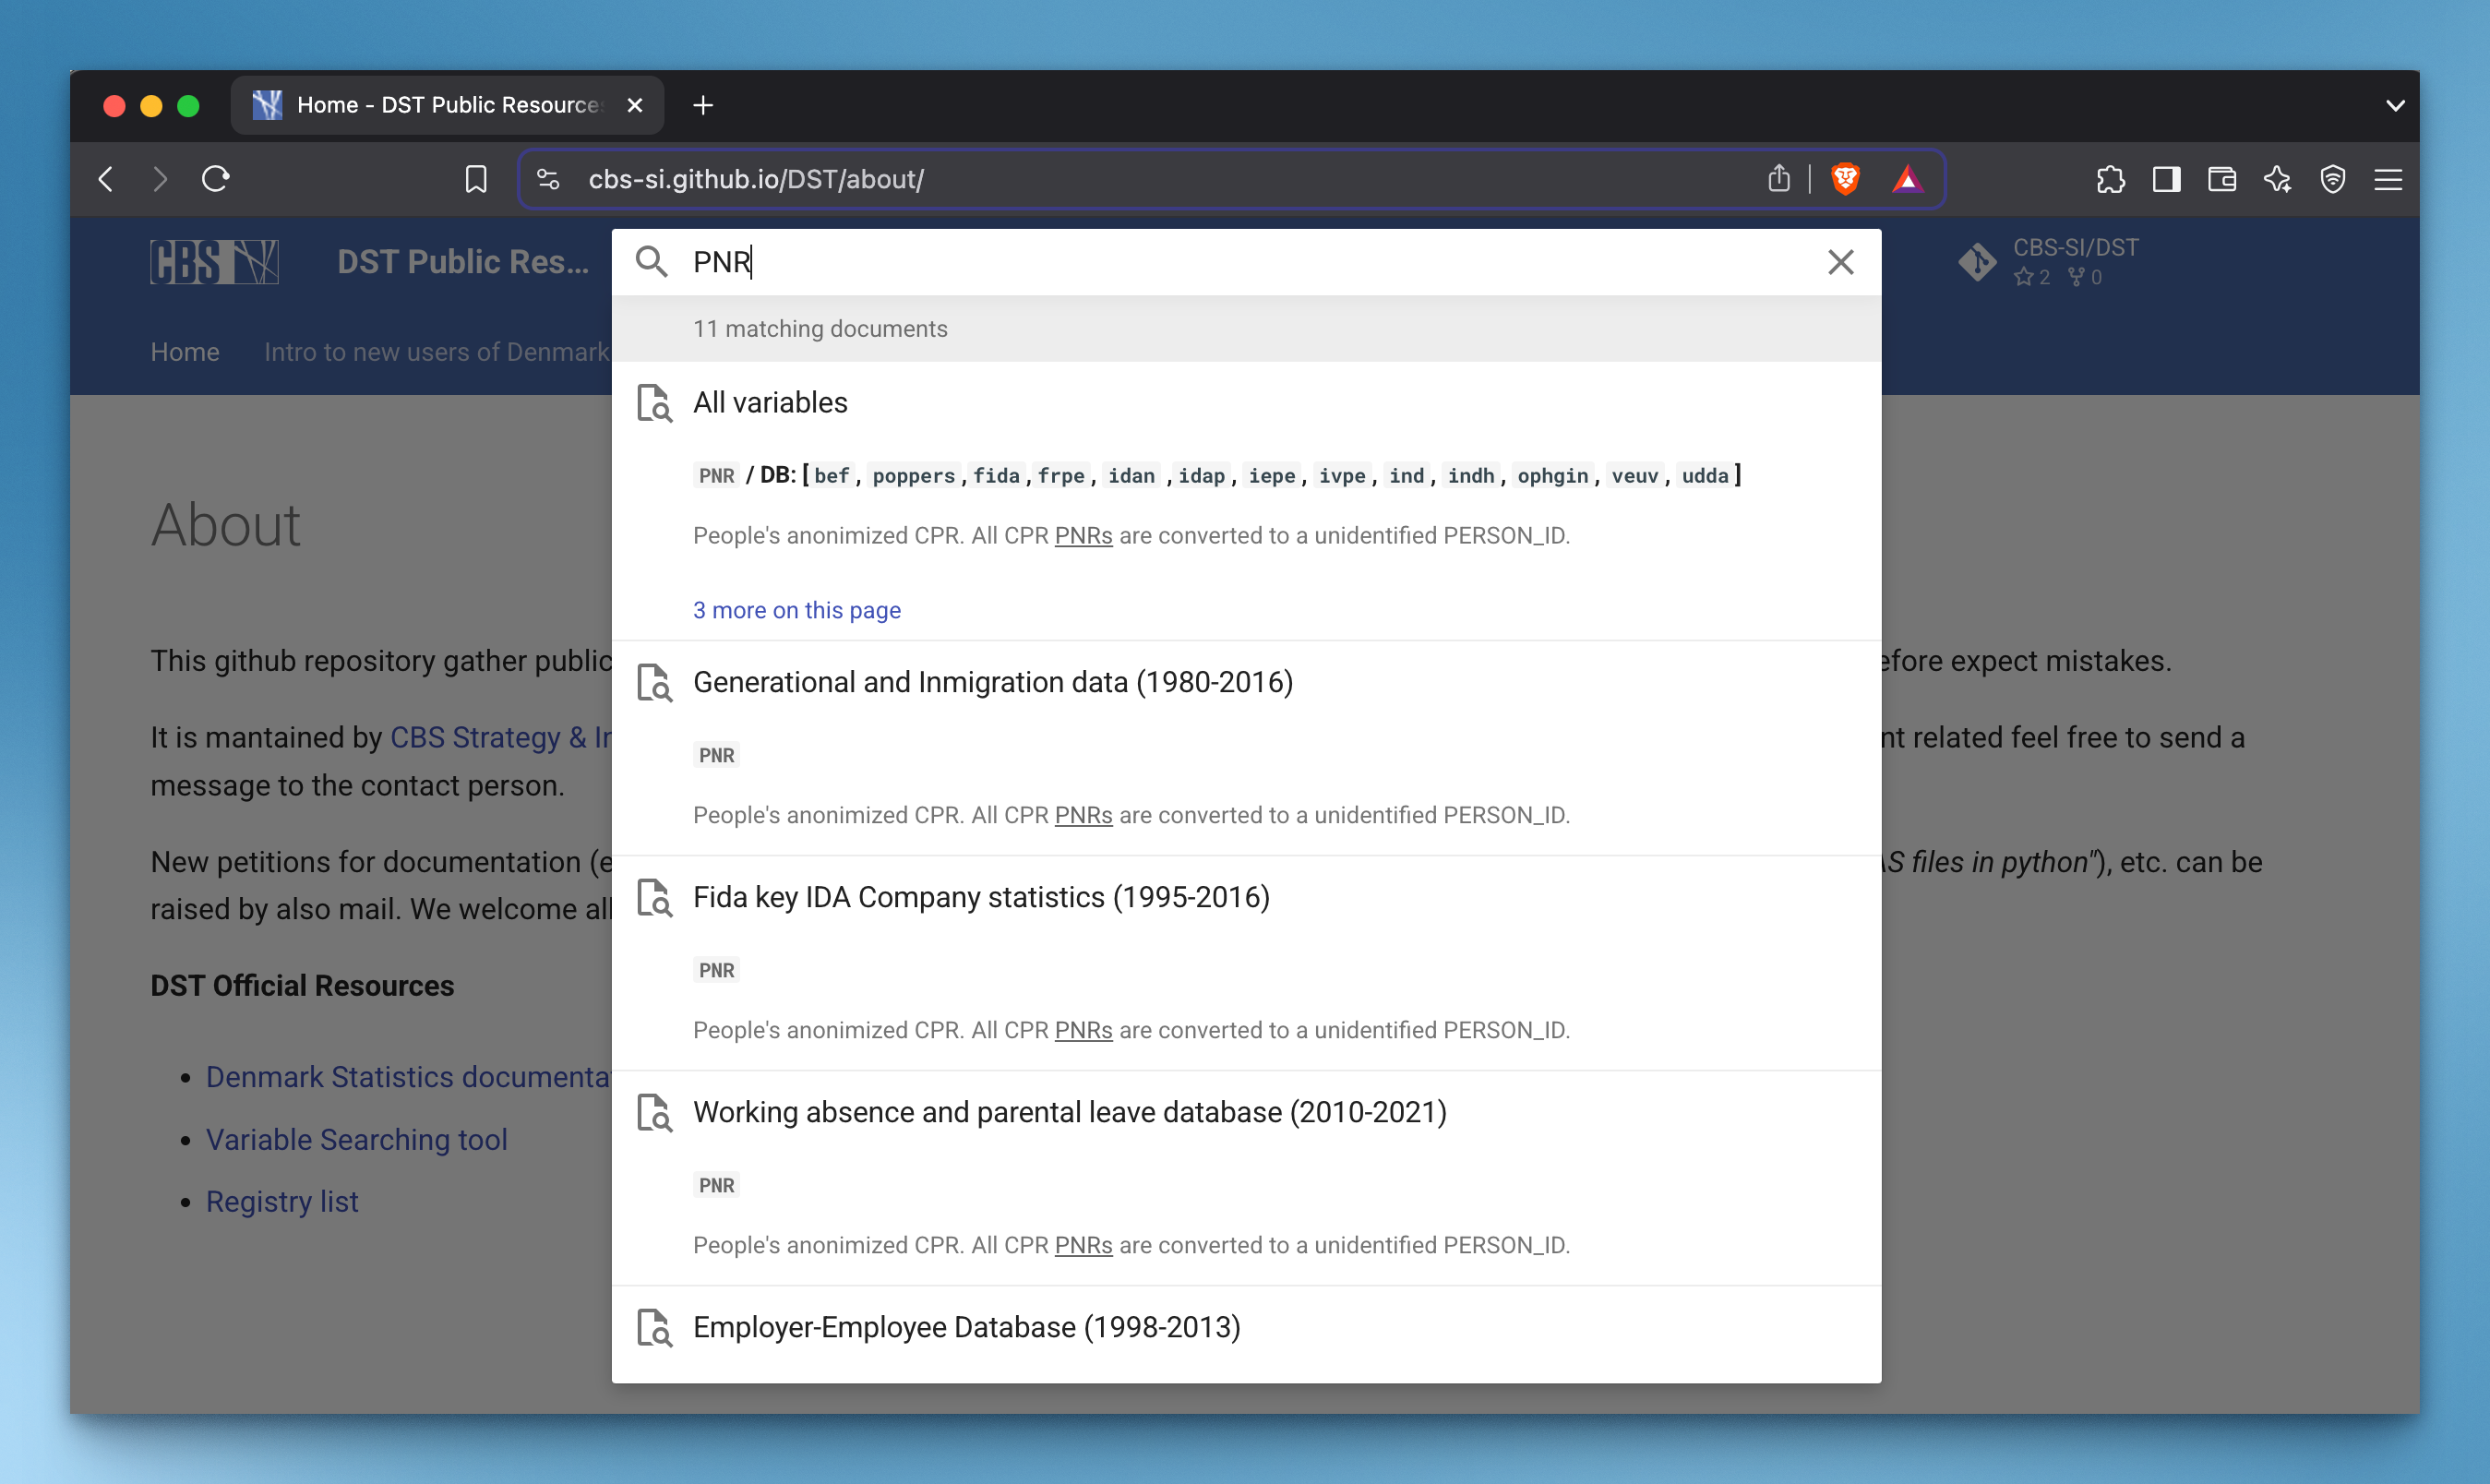 Home - DST Public Resources
cbs-si.github.io/DST/about/
CBS
DST Public Res...
PNR
CBS-SI/DST
2 0
11 matching documents
Home Intro to new users of Denmark
All variables
PNR / DB: [ bef , poppers , fida , frpe , idan , idap , iepe , ivpe , ind , indh , ophgin , veuv , udda ]
People's anonimized CPR. All CPR PNRs are converted to a unidentified PERSON_ID.
3 more on this page
Generational and Inmigration data (1980-2016)
PNR
People's anonimized CPR. All CPR PNRs are converted to a unidentified PERSON_ID.
Fida key IDA Company statistics (1995-2016)
PNR
People's anonimized CPR. All CPR PNRs are converted to a unidentified PERSON_ID.
Working absence and parental leave database (2010-2021)
PNR
People's anonimized CPR. All CPR PNRs are converted to a unidentified PERSON_ID.
Employer-Employee Database (1998-2013)
About
This github repository gather public
efore expect mistakes.
It is mantained by CBS Strategy & In
nt related feel free to send a
message to the contact person.
New petitions for documentation (e
AS files in python"), etc. can be
raised by also mail. We welcome all
DST Official Resources
Denmark Statistics documenta
Variable Searching tool
Registry list